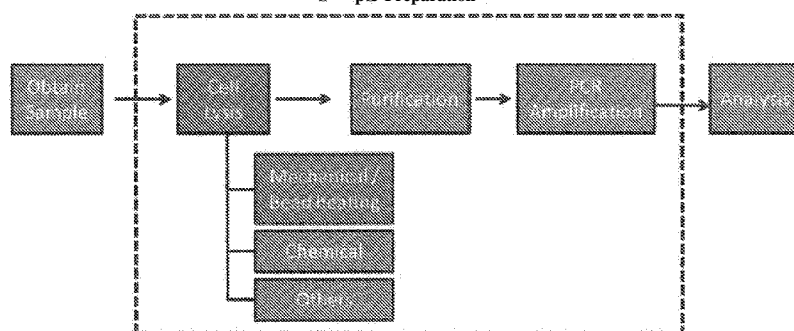 Preparation
Obtain
Sample
Cell
Lysis
Purification
PCR
Amplification
Analysis
Mechanical/
Bead Beating
Chemical
Others